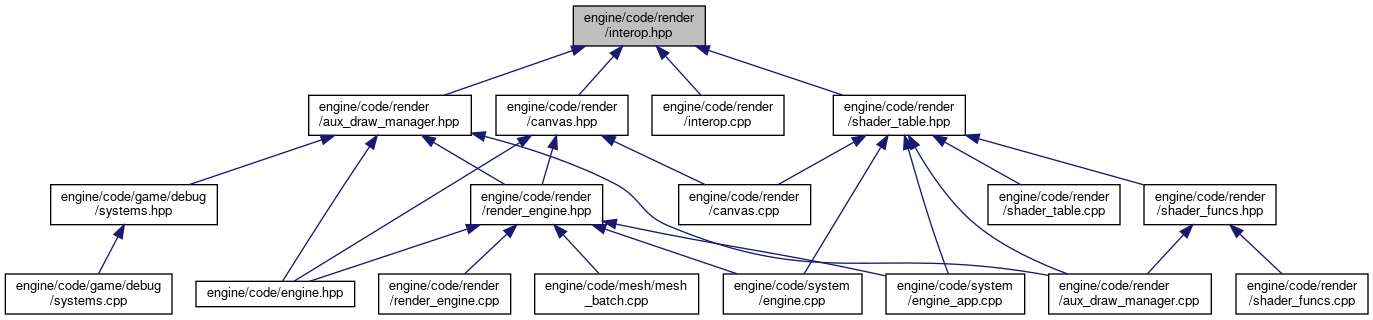 engine/code/render
/interop.hpp
engine/code/render
/aux_draw_manager.hpp
engine/code/render
/canvas.hpp
engine/code/render
/interop.cpp
engine/code/render
/shader_table.hpp
engine/code/game/debug
/systems.hpp
engine/code/render
/render_engine.hpp
engine/code/render
/canvas.cpp
engine/code/render
/shader_table.cpp
engine/code/render
/shader_funcs.hpp
engine/code/game/debug
/systems.cpp
engine/code/engine.hpp
engine/code/render
/render_engine.cpp
engine/code/mesh/mesh
_batch.cpp
engine/code/system
/engine.cpp
engine/code/system
/engine_app.cpp
engine/code/render
/aux_draw_manager.cpp
engine/code/render
/shader_funcs.cpp